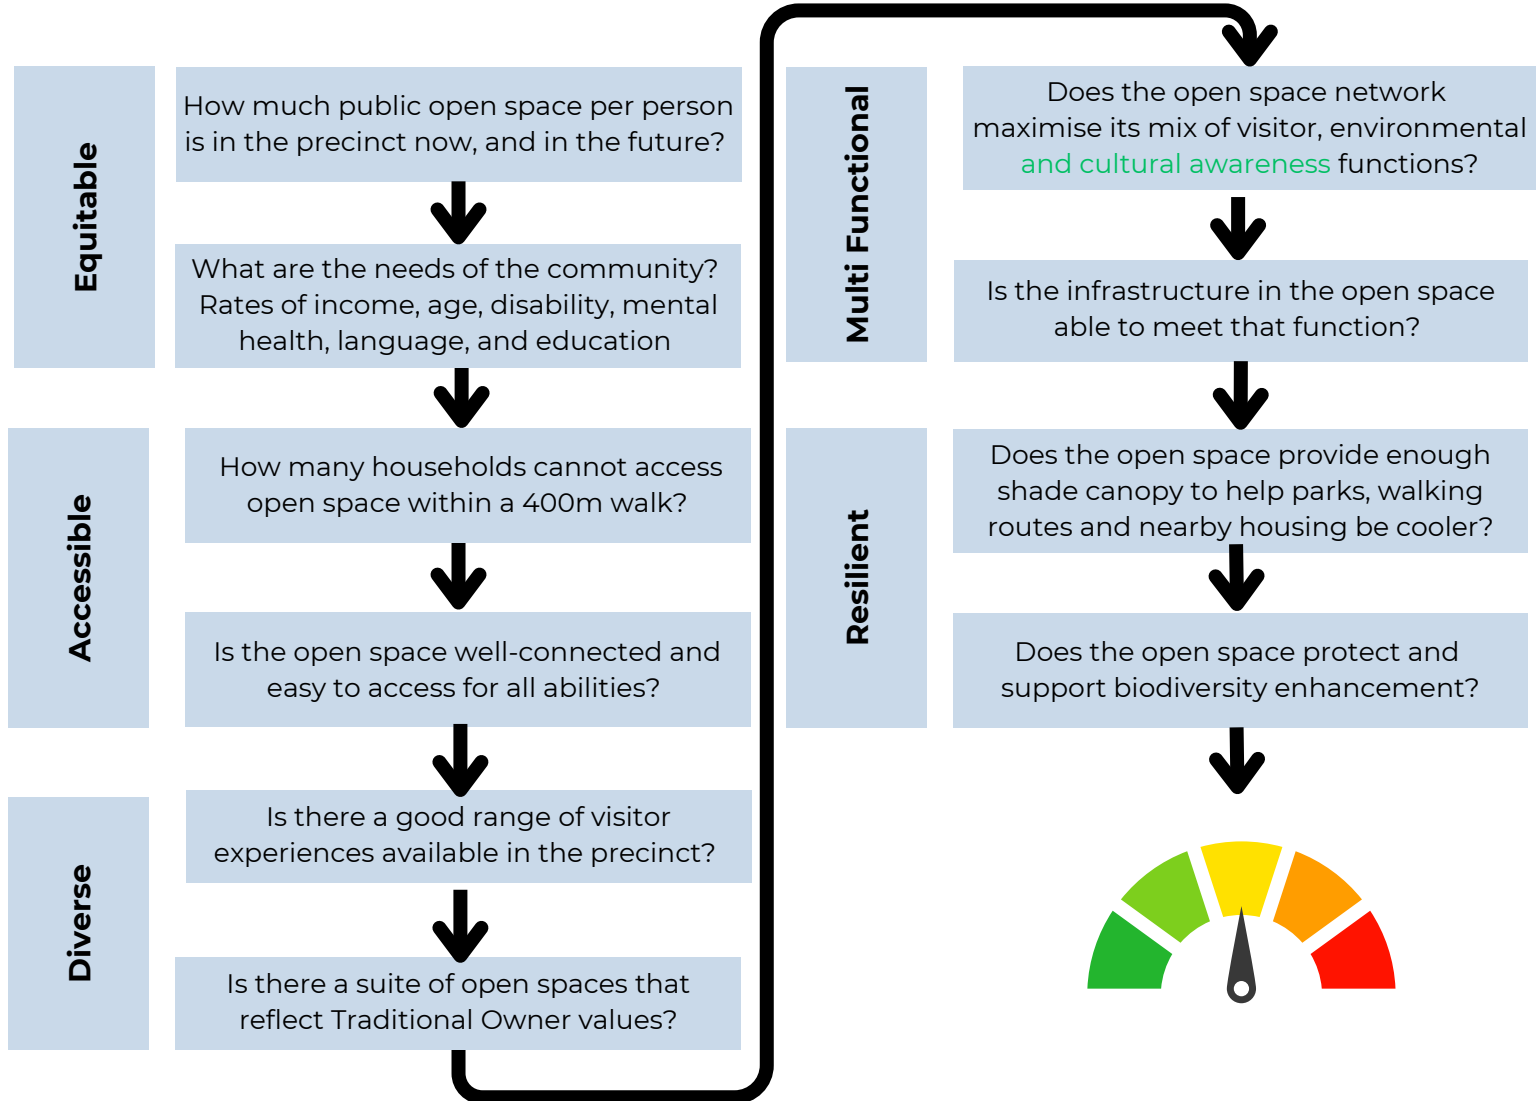 Equitable
How much public open space per person
is in the precinct now, and in the future?
What are the needs of the community?
Rates of income, age, disability, mental
health, language, and education
Accessible
How many households cannot access
open space within a 400m walk?
Is the open space well-connected and
easy to access for all abilities?
Diverse
Is there a good range of visitor
experiences available in the precinct?
Is there a suite of open spaces that
reflect Traditional Owner values?
Multi Functional
Does the open space network
maximise its mix of visitor, environmental
and cultural awareness functions?
Is the infrastructure in the open space
able to meet that function?
Resilient
Does the open space provide enough
shade canopy to help parks, walking
routes and nearby housing be cooler?
Does the open space protect and
support biodiversity enhancement?